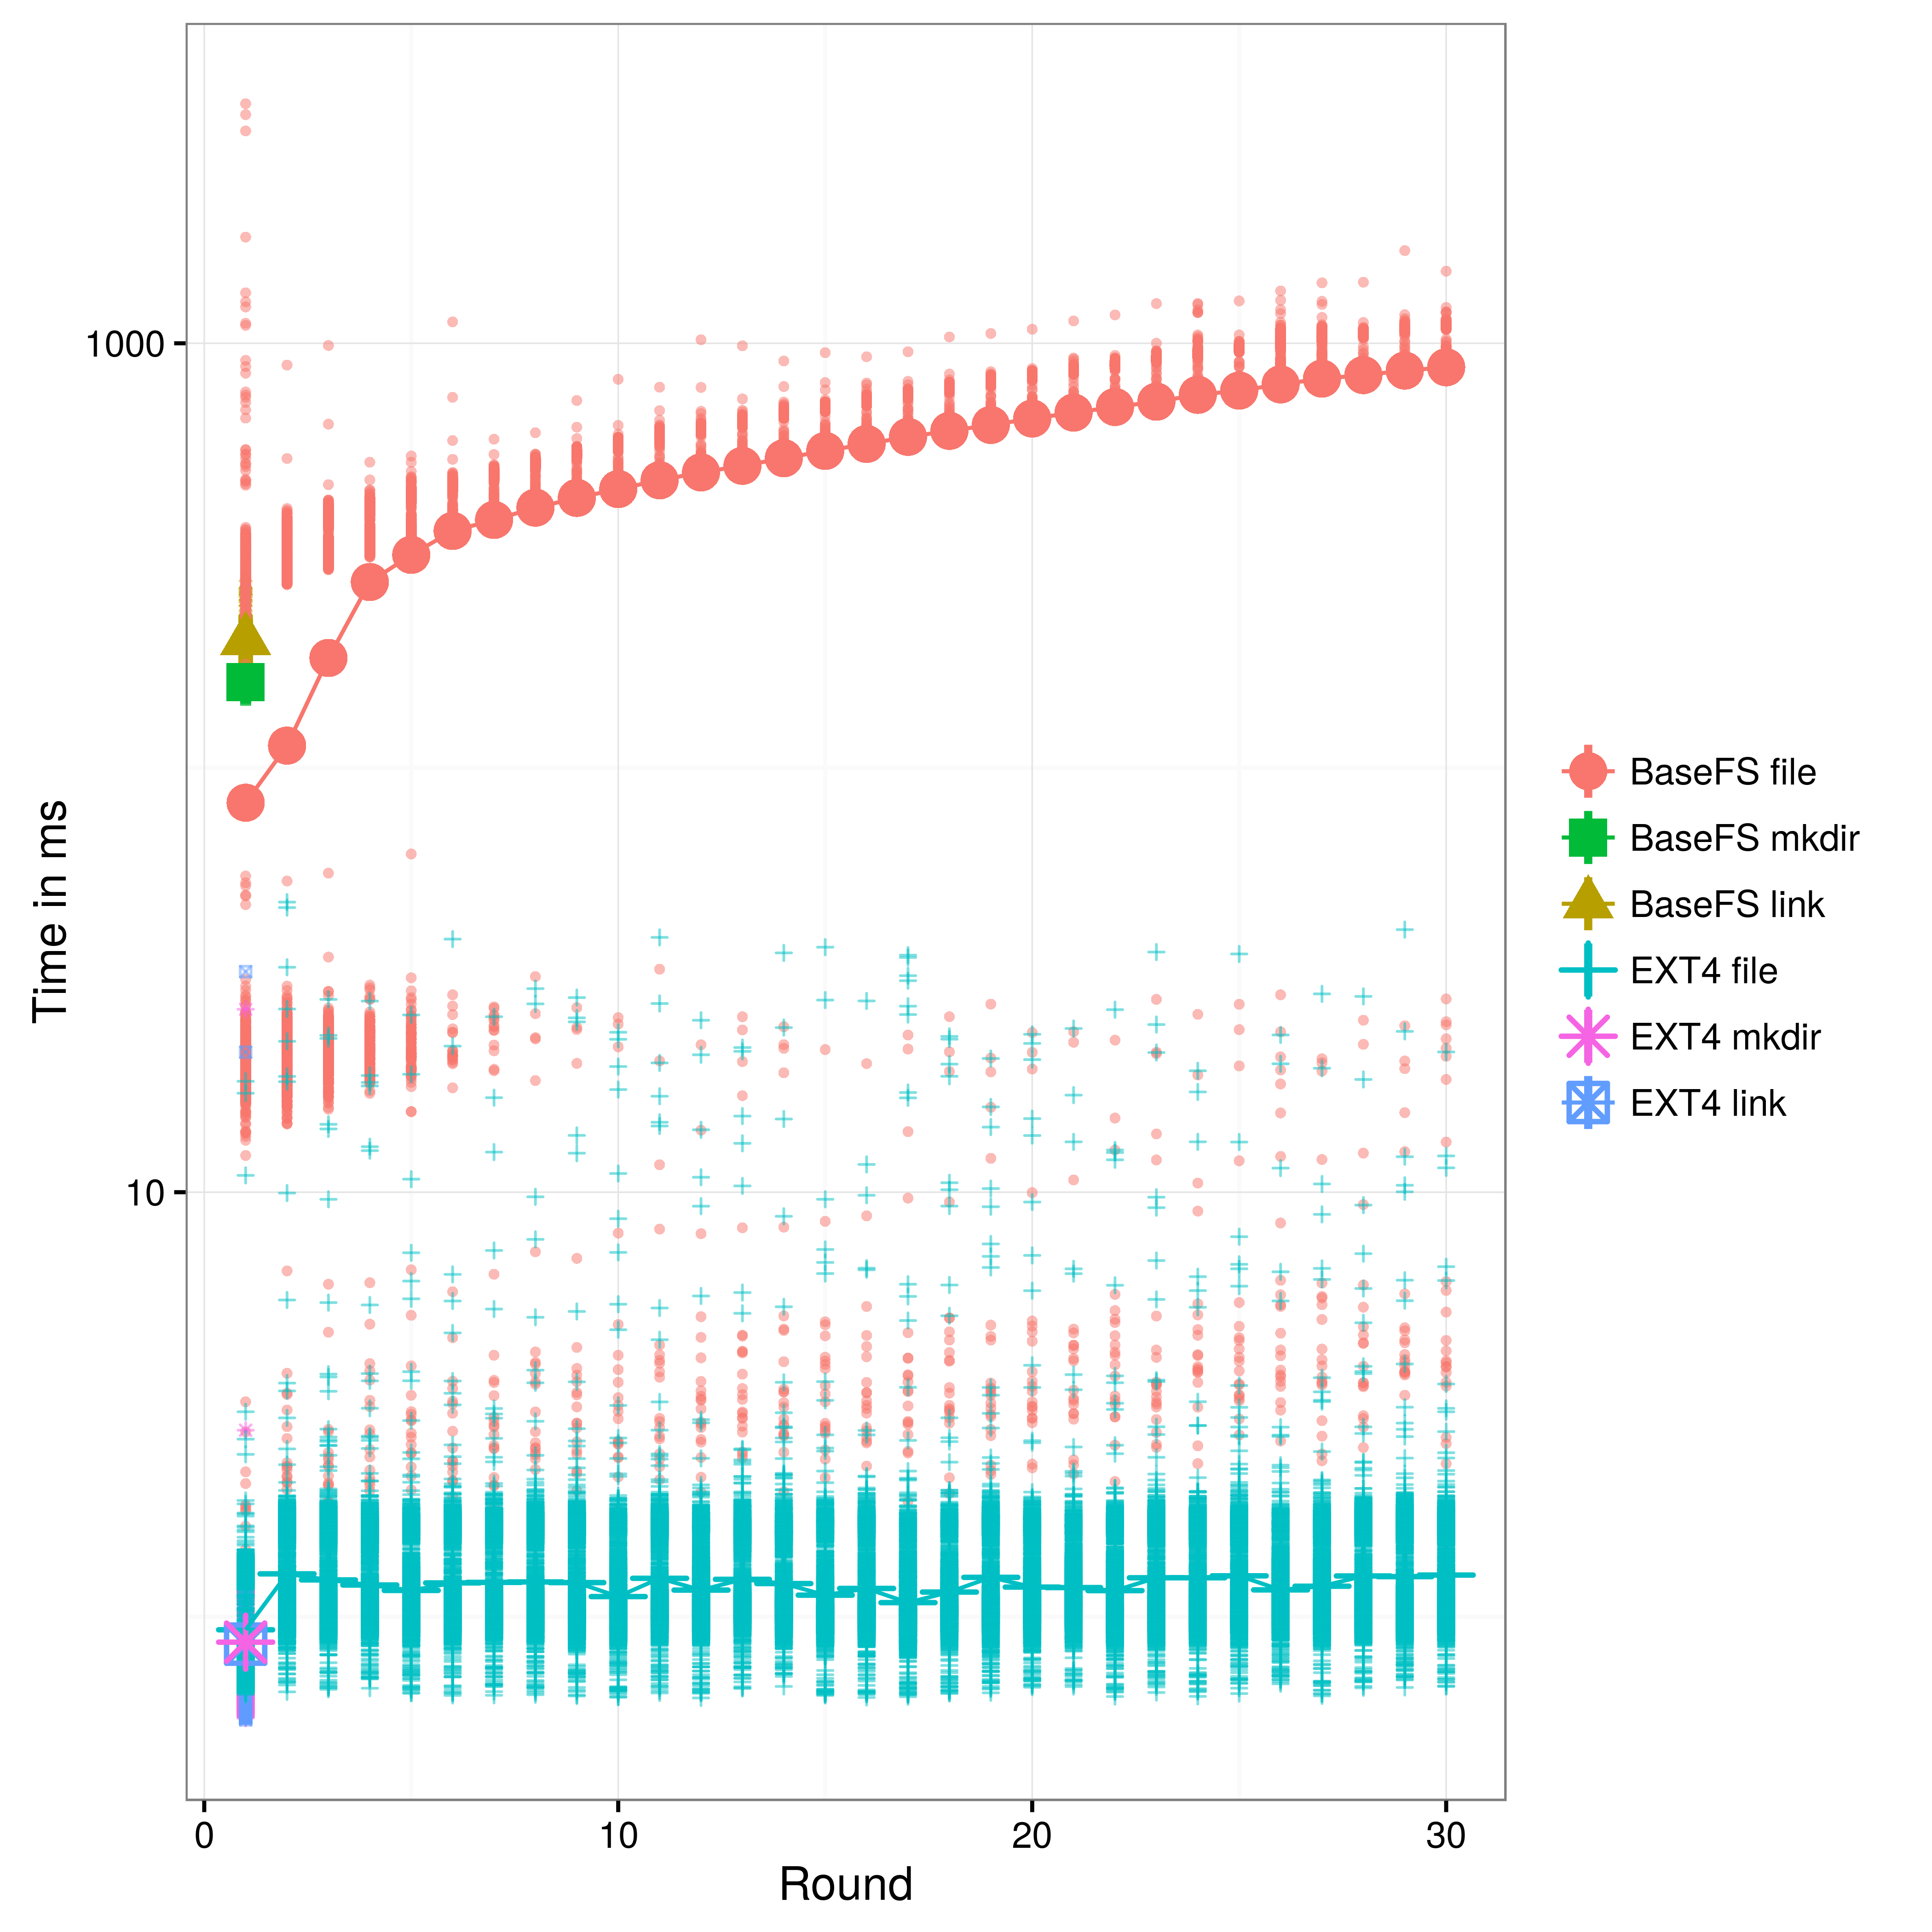 1000
10
Time in ms
0
10
20
30
Round
BaseFS file
BaseFS mkdir
BaseFS link
EXT4 file
EXT4 mkdir
EXT4 link